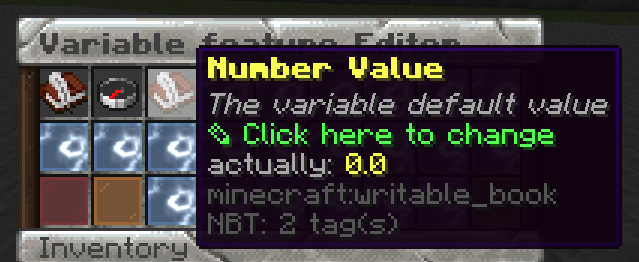 Variable feature Editor
Number Value
The variable default value
✎ Click here to change
actually: 0.0
minecraft:writable_book
NBT: 2 tag(s)
Inventory